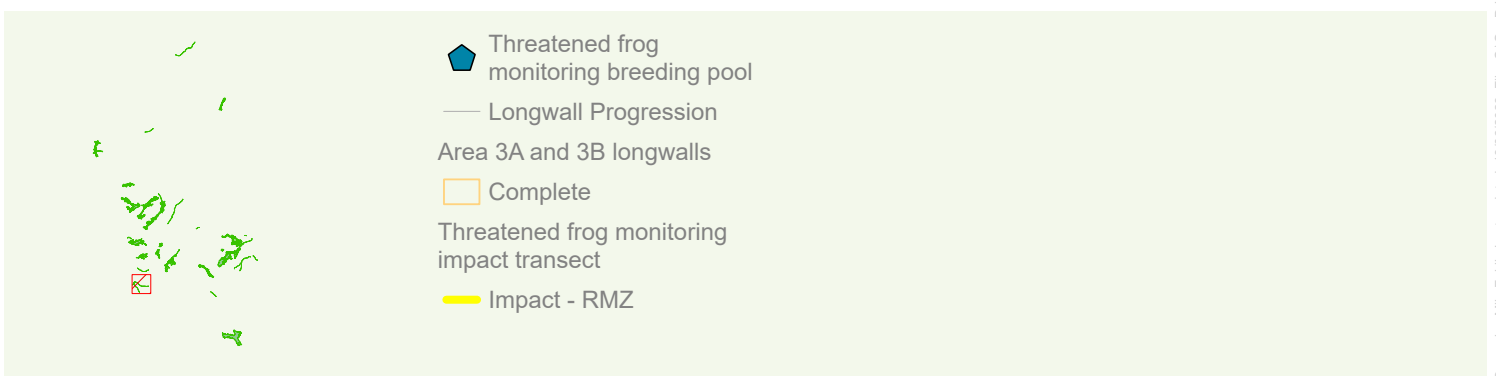 Threatened frog
monitoring breeding pool
Longwall Progression
Area 3A and 3B longwalls
Complete
Threatened frog monitoring
impact transect
Impact - RMZ